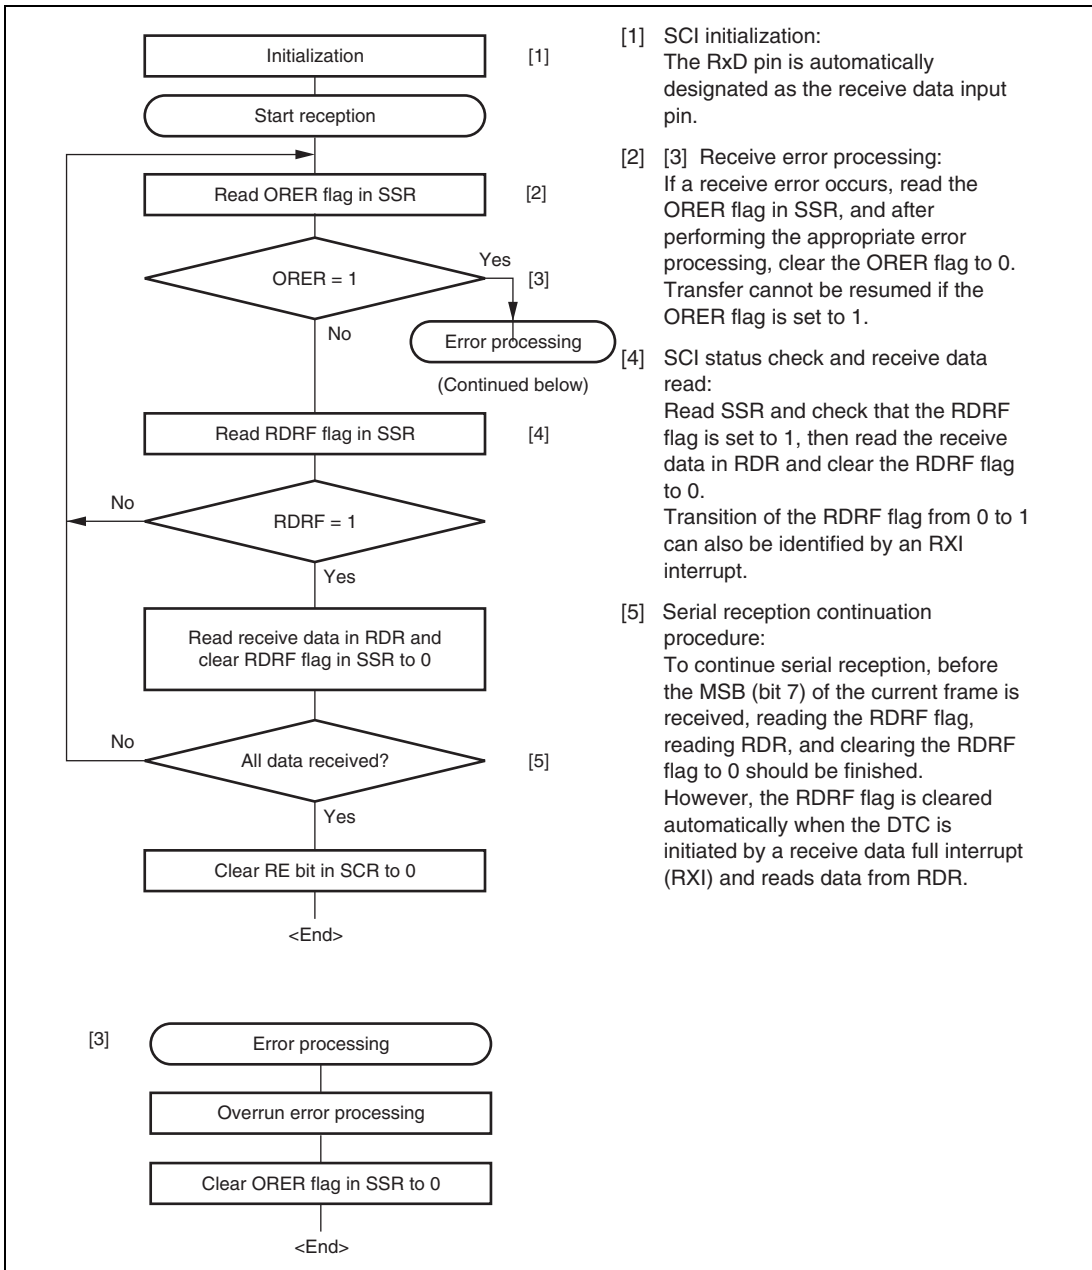 Initialization [1]
Start reception
Read ORER flag in SSR [2]
ORER = 1
Yes
[3]
No
Error processing
(Continued below)
Read RDRF flag in SSR [4]
No
RDRF = 1
Yes
Read receive data in RDR and
clear RDRF flag in SSR to 0
No
All data received? [5]
Yes
Clear RE bit in SCR to 0
<End>
[3] Error processing
Overrun error processing
Clear ORER flag in SSR to 0
<End>
[1] SCI initialization:
The RxD pin is automatically
designated as the receive data input
pin.
[2] [3] Receive error processing:
If a receive error occurs, read the
ORER flag in SSR, and after
performing the appropriate error
processing, clear the ORER flag to 0.
Transfer cannot be resumed if the
ORER flag is set to 1.
[4] SCI status check and receive data
read:
Read SSR and check that the RDRF
flag is set to 1, then read the receive
data in RDR and clear the RDRF flag
to 0.
Transition of the RDRF flag from 0 to 1
can also be identified by an RXI
interrupt.
[5] Serial reception continuation
procedure:
To continue serial reception, before
the MSB (bit 7) of the current frame is
received, reading the RDRF flag,
reading RDR, and clearing the RDRF
flag to 0 should be finished.
However, the RDRF flag is cleared
automatically when the DTC is
initiated by a receive data full interrupt
(RXI) and reads data from RDR.